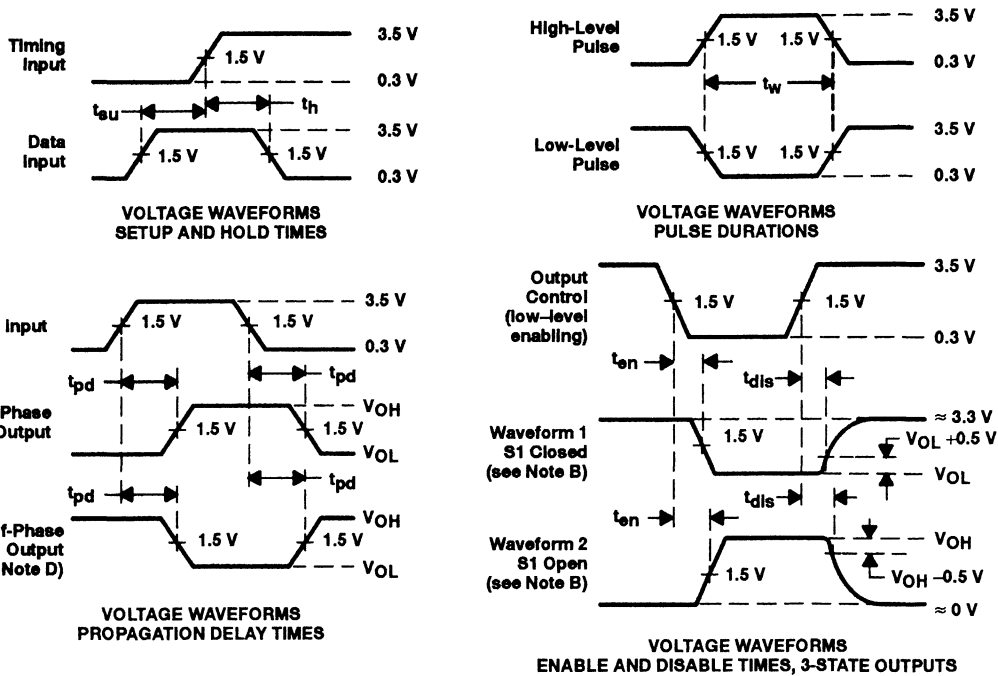 Timing
Input
3.5 V
1.5 V
0.3 V
tsu
th
Data
Input
3.5 V
1.5 V
1.5 V
0.3 V
VOLTAGE WAVEFORMS
SETUP AND HOLD TIMES
High-Level
Pulse
3.5 V
1.5 V
1.5 V
0.3 V
tw
Low-Level
Pulse
3.5 V
1.5 V
1.5 V
0.3 V
VOLTAGE WAVEFORMS
PULSE DURATIONS
Input
3.5 V
1.5 V
1.5 V
0.3 V
tpd
tpd
Phase
Output
VOH
1.5 V
1.5 V
VOL
tpd
tpd
f-Phase
Output
Note D)
VOH
1.5 V
1.5 V
VOL
VOLTAGE WAVEFORMS
PROPAGATION DELAY TIMES
Output
Control
(low–level
enabling)
3.5 V
1.5 V
1.5 V
0.3 V
ten
tdis
Waveform 1
S1 Closed
(see Note B)
≈ 3.3 V
1.5 V
VOL +0.5 V
VOL
ten
tdis
Waveform 2
S1 Open
(see Note B)
VOH
1.5 V
VOH –0.5 V
≈ 0 V
VOLTAGE WAVEFORMS
ENABLE AND DISABLE TIMES, 3-STATE OUTPUTS